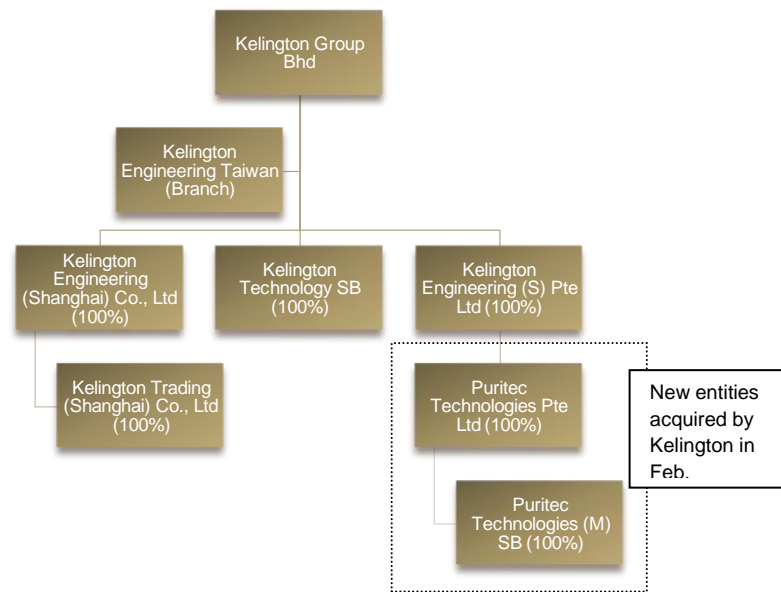 Kelington Group
Bhd
Kelington
Engineering Taiwan
(Branch)
Kelington
Engineering
(Shanghai) Co., Ltd
(100%)
Kelington
Technology SB
(100%)
Kelington
Engineering (S) Pte
Ltd (100%)
Kelington Trading
(Shanghai) Co., Ltd
(100%)
Puritec
Technologies Pte
Ltd (100%)
New entities
acquired by
Kelington in
Feb.
Puritec
Technologies (M)
SB (100%)